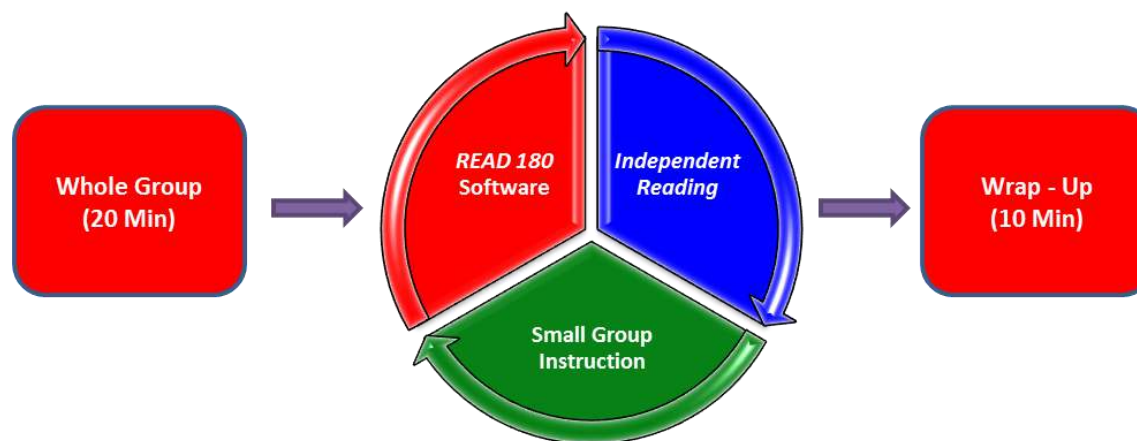 Whole Group
(20 Min)
READ 180
Software
Independent
Reading
Small Group
Instruction
Wrap - Up
(10 Min)